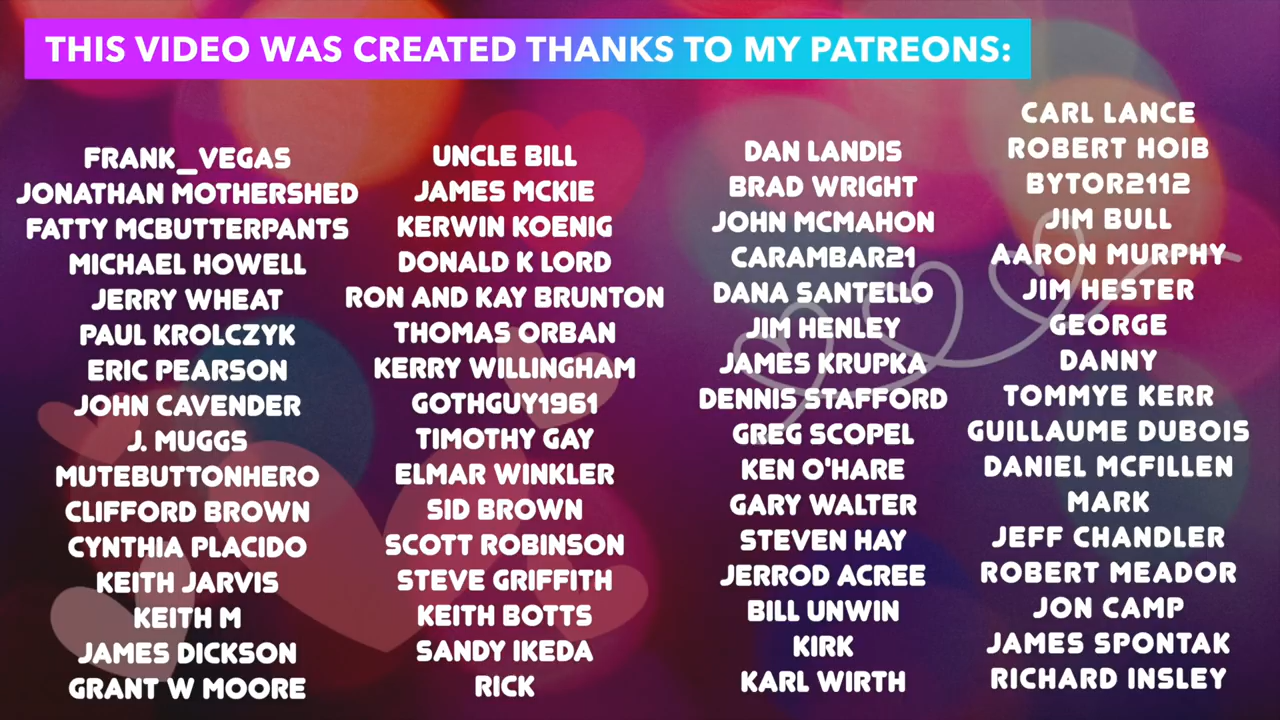 THIS VIDEO WAS CREATED THANKS TO MY PATREONS:
FRANK_VEGAS
JONATHAN MOTHERSHED
FATTY MCBUTTERPANTS
MICHAEL HOWELL
JERRY WHEAT
PAUL KROLCZYK
ERIC PEARSON
JOHN CAVENDER
J. MUGGS
MUTEBUTTONHERO
CLIFFORD BROWN
CYNTHIA PLACIDO
KEITH JARVIS
KEITH M
JAMES DICKSON
GRANT W MOORE
UNCLE BILL
JAMES MCKIE
KERWIN KOENIG
DONALD K LORD
RON AND KAY BRUNTON
THOMAS ORBAN
KERRY WILLINGHAM
GOTHGUY1961
TIMOTHY GAY
ELMAR WINKLER
SID BROWN
SCOTT ROBINSON
STEVE GRIFFITH
KEITH BOTTS
SANDY IKEDA
RICK
DAN LANDIS
BRAD WRIGHT
JOHN MCMAHON
CARAMBAR21
DANA SANTELLO
JIM HENLEY
JAMES KRUPKA
DENNIS STAFFORD
GREG SCOPEL
KEN O'HARE
GARY WALTER
STEVEN HAY
JERROD ACREE
BILL UNWIN
KIRK
KARL WIRTH
CARL LANCE
ROBERT HOIB
BYTOR2112
JIM BULL
AARON MURPHY
JIM HESTER
GEORGE
DANNY
TOMMYE KERR
GUILLAUME DUBOIS
DANIEL MCFILLEN
MARK
JEFF CHANDLER
ROBERT MEADOR
JON CAMP
JAMES SPONTAK
RICHARD INSLEY